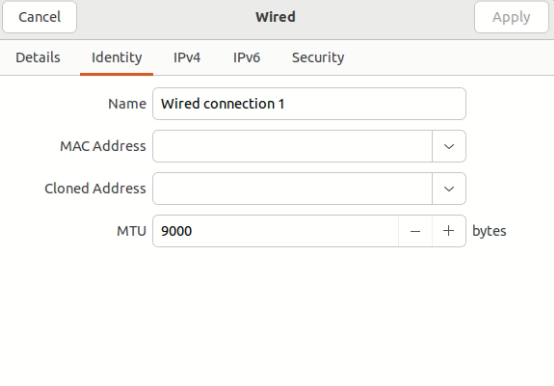 Cancel Wired Apply
Details Identity IPv4 IPv6 Security
Name Wired connection 1
MAC Address
Cloned Address
MTU 9000 − + bytes